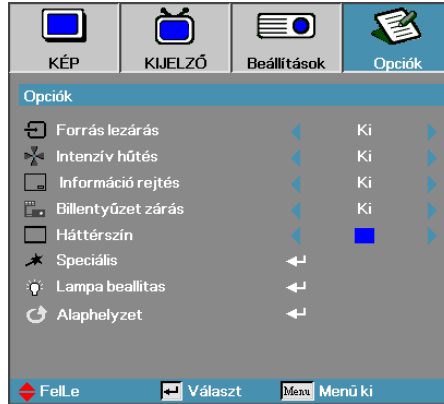 KÉP KIJELZŐ Beállítások Opciók
Opciók
Forrás lezárás Ki
Intenzív hűtés Ki
Információ rejtés Ki
Billentyűzet zárás Ki
Háttérszín
Speciális
Lampa beallitas
Alaphelyzet
FelLe Választ Menu Menü ki